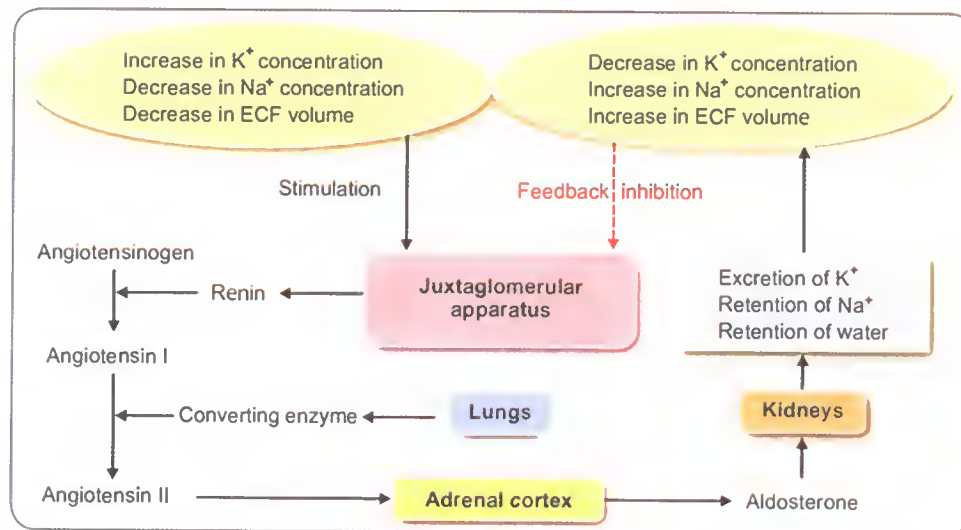 Increase in K⁺ concentration
Decrease in Na⁺ concentration
Decrease in ECF volume
Decrease in K⁺ concentration
Increase in Na⁺ concentration
Increase in ECF volume
Stimulation
Feedback inhibition
Angiotensinogen
Renin
Juxtaglomerular
apparatus
Excretion of K⁺
Retention of Na⁺
Retention of water
Angiotensin I
Converting enzyme
Lungs
Kidneys
Angiotensin II
Adrenal cortex
Aldosterone